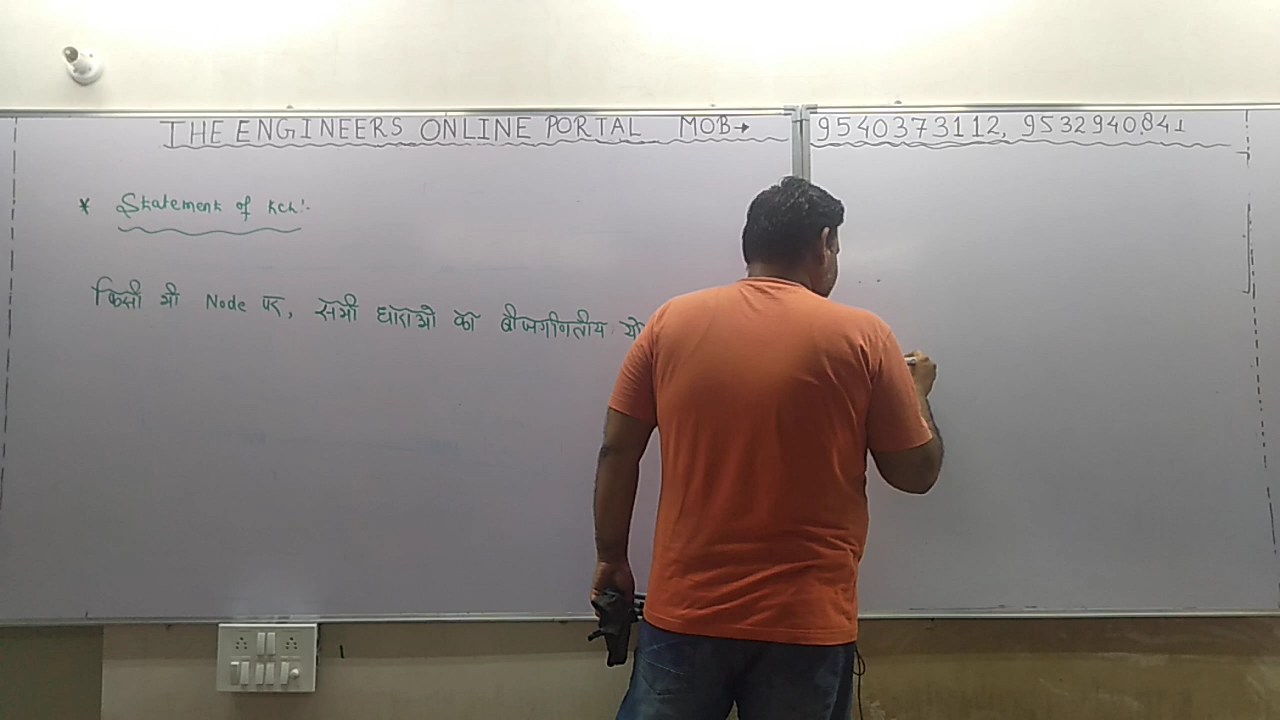 THE ENGINEERS ONLINE PORTAL MOB→ 9540373112, 9532940841
* Statement of KCL:-
किसी भी Node पर, सभी धाराओ का बीजगणितीय